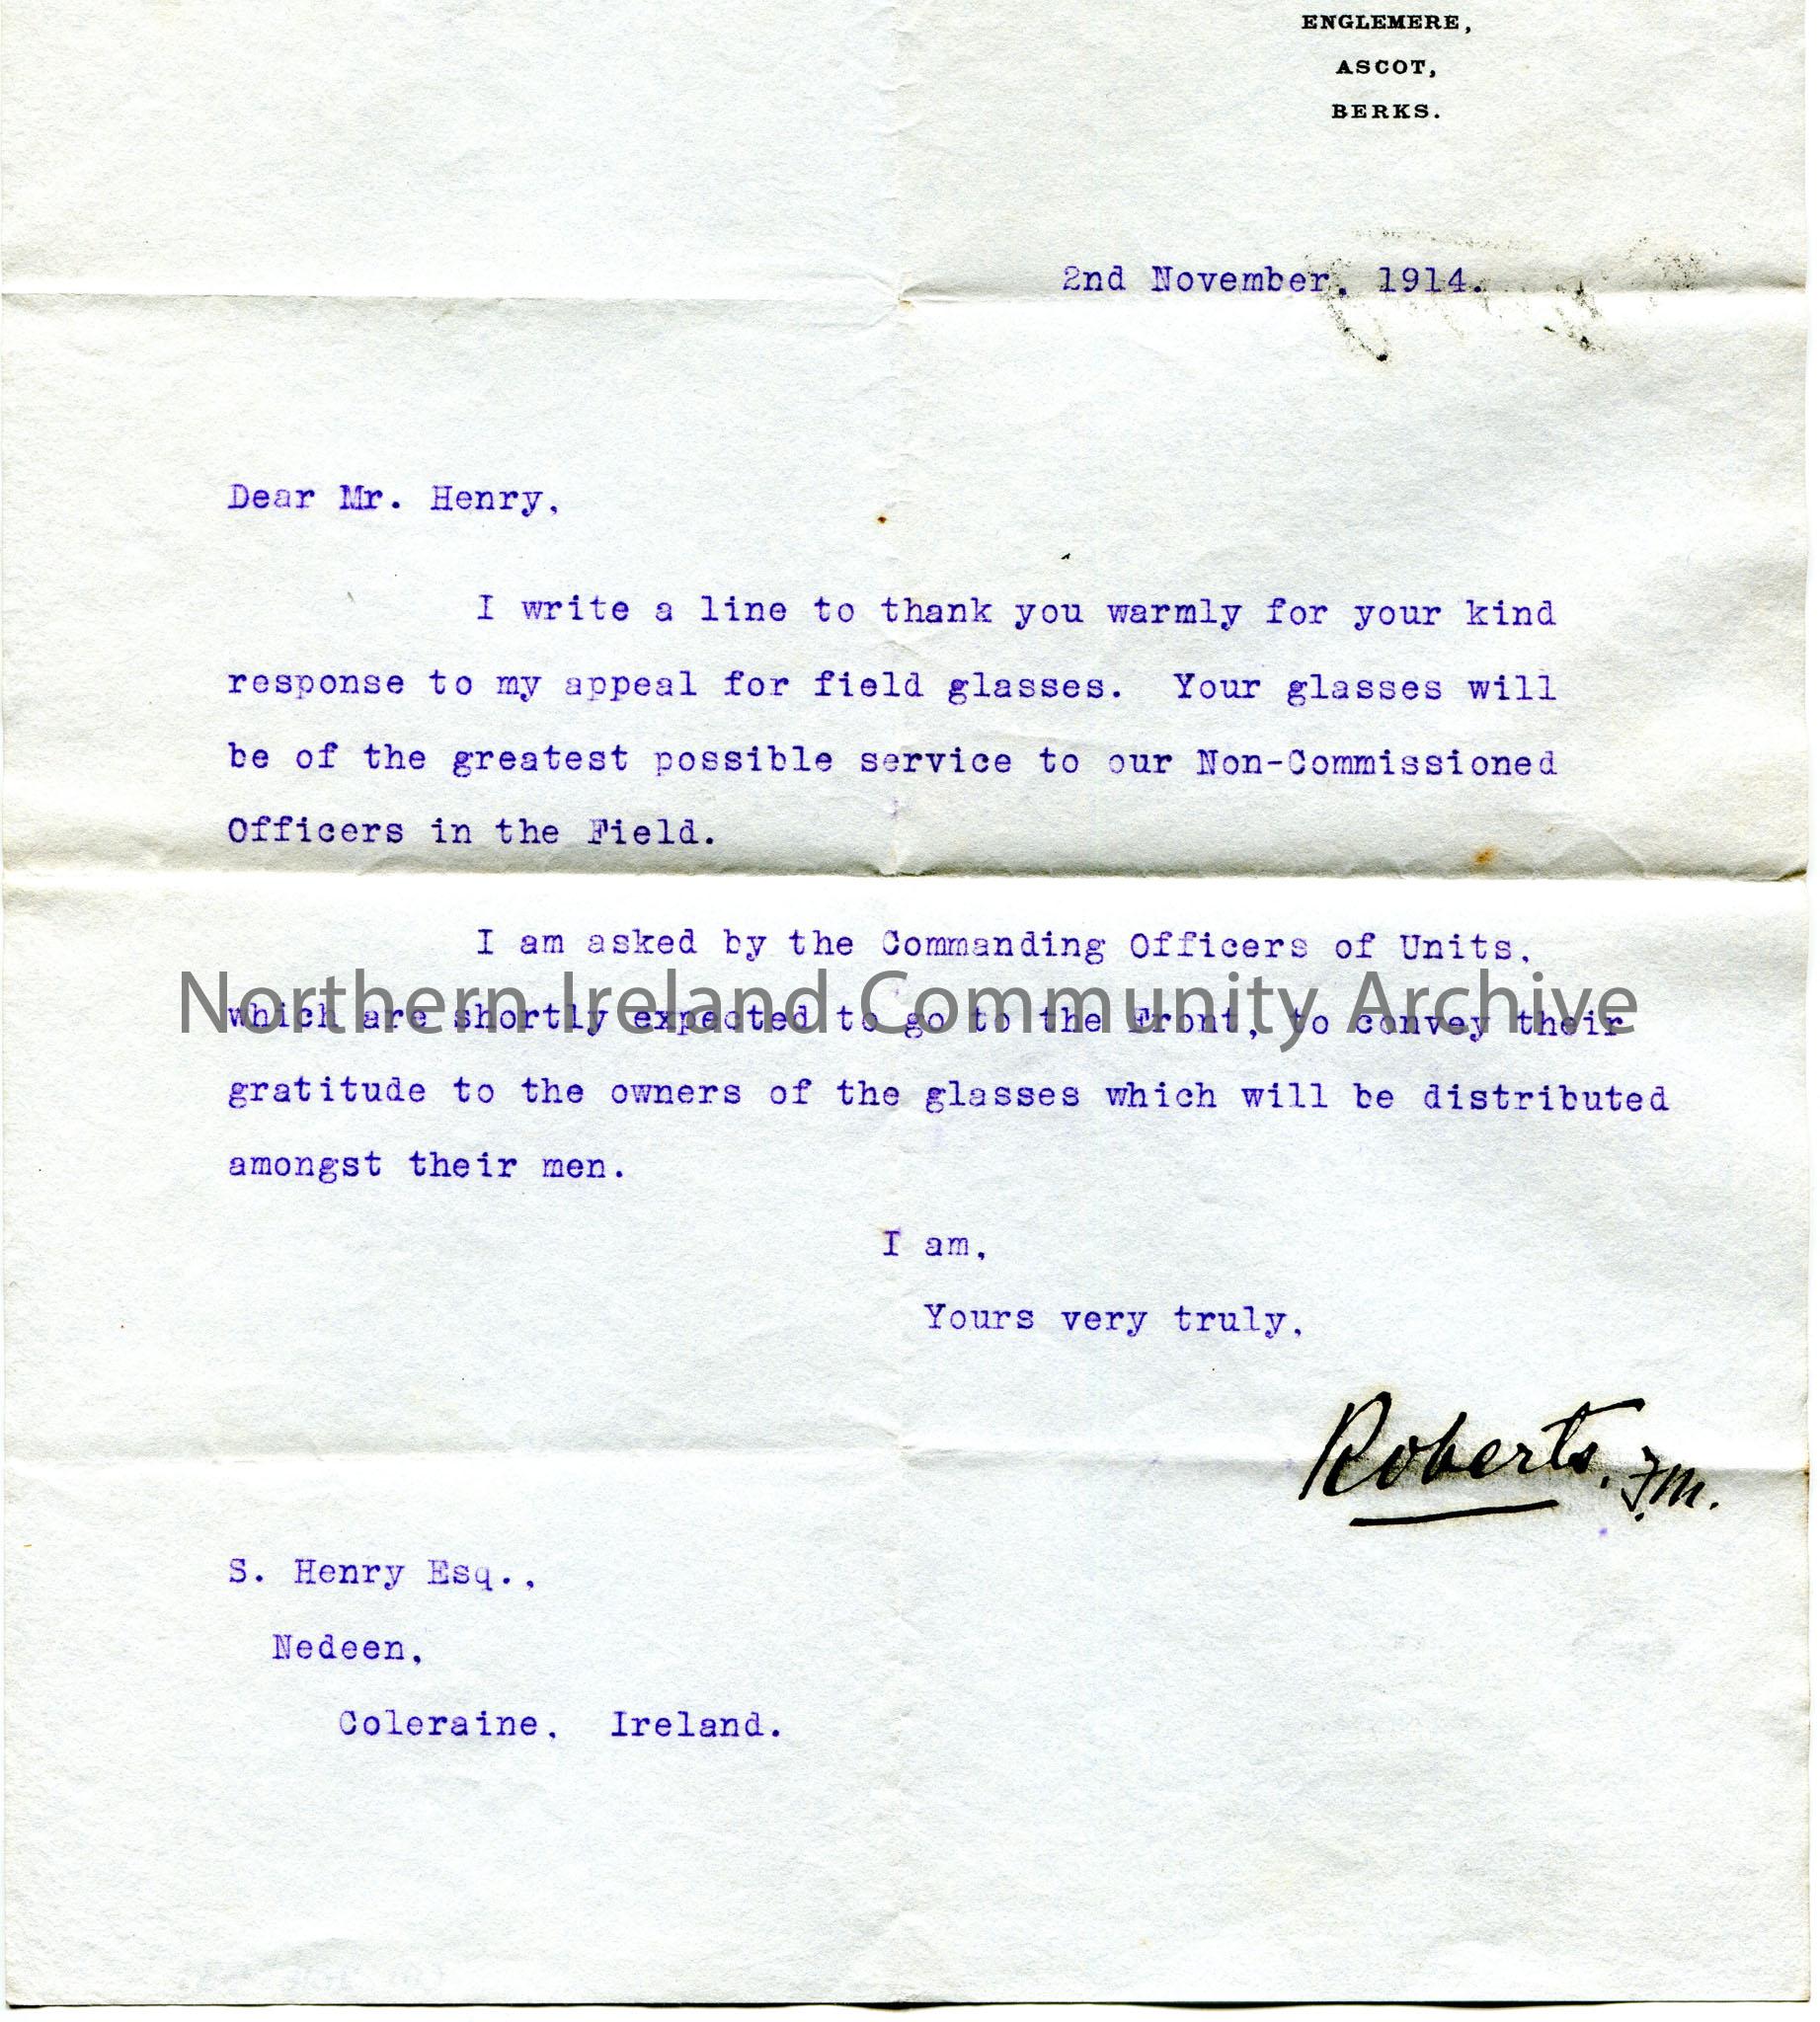 ENGLEMERE,
ASCOT,
BERKS.
2nd November, 1914.
Dear Mr. Henry,
I write a line to thank you warmly for your kind
response to my appeal for field glasses. Your glasses will
be of the greatest possible service to our Non-Commissioned
Officers in the Field.
I am asked by the Commanding Officers of Units,
which are shortly expected to go to the Front, to convey their
Northern Ireland Community Archive
gratitude to the owners of the glasses which will be distributed
amongst their men.
I am,
Yours very truly,
Roberts. F.M.
S. Henry Esq.,
Nedeen,
Coleraine, Ireland.